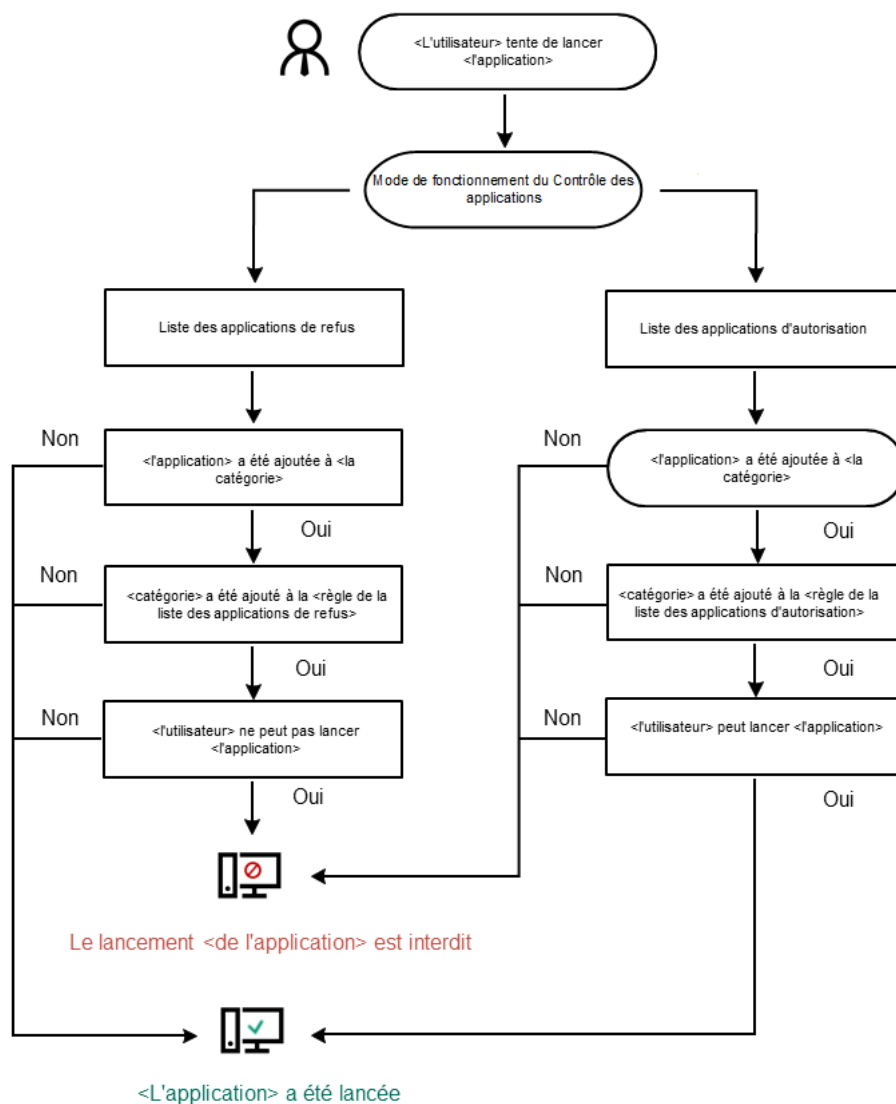 <L'utilisateur> tente de lancer
<l'application>
Mode de fonctionnement du Contrôle des
applications
Liste des applications de refus
Liste des applications d'autorisation
Non
<l'application> a été ajoutée à <la
catégorie>
Oui
Non
<l'application> a été ajoutée à <la
catégorie>
Oui
Non
<catégorie> a été ajouté à la <règle de la
liste des applications de refus>
Oui
Non
<catégorie> a été ajouté à la <règle de la
liste des applications d'autorisation>
Oui
Non
<l'utilisateur> ne peut pas lancer
<l'application>
Oui
Non
<l'utilisateur> peut lancer <l'application>
Oui
Le lancement <de l'application> est interdit
<L'application> a été lancée